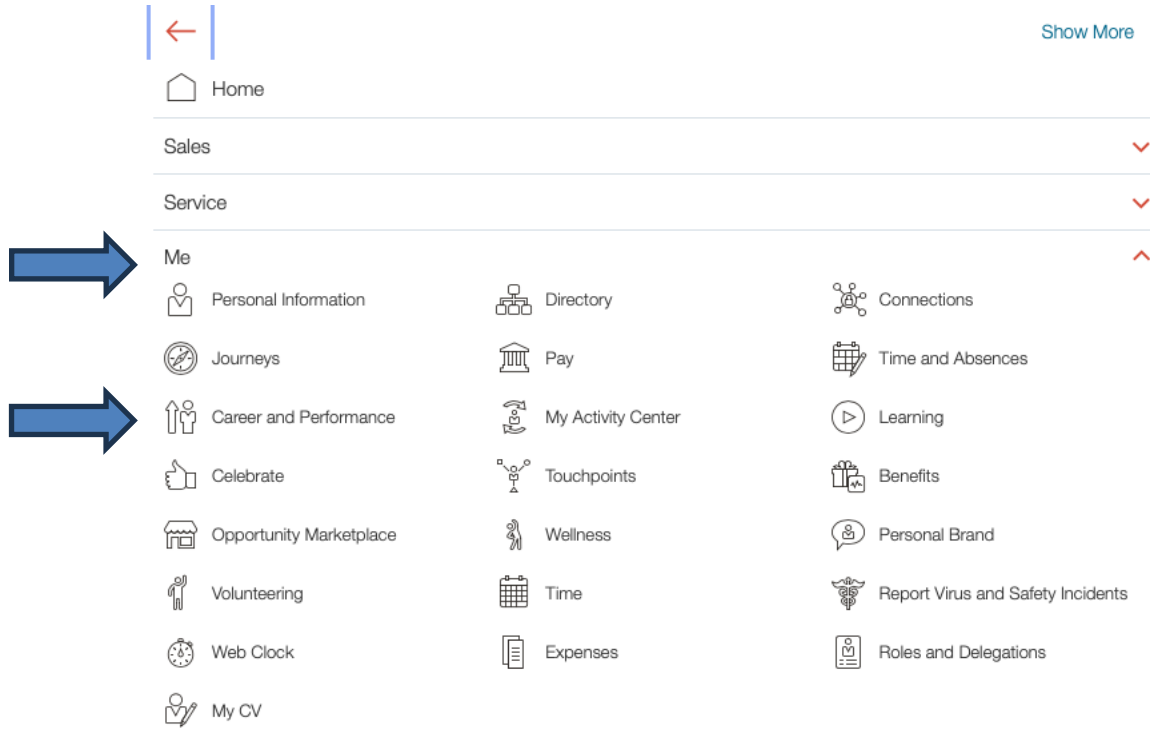 Show More
Home
Sales
Service
Me
Personal Information
Directory
Connections
Journeys
Pay
Time and Absences
Career and Performance
My Activity Center
Learning
Celebrate
Touchpoints
Benefits
Opportunity Marketplace
Wellness
Personal Brand
Volunteering
Time
Report Virus and Safety Incidents
Web Clock
Expenses
Roles and Delegations
My CV